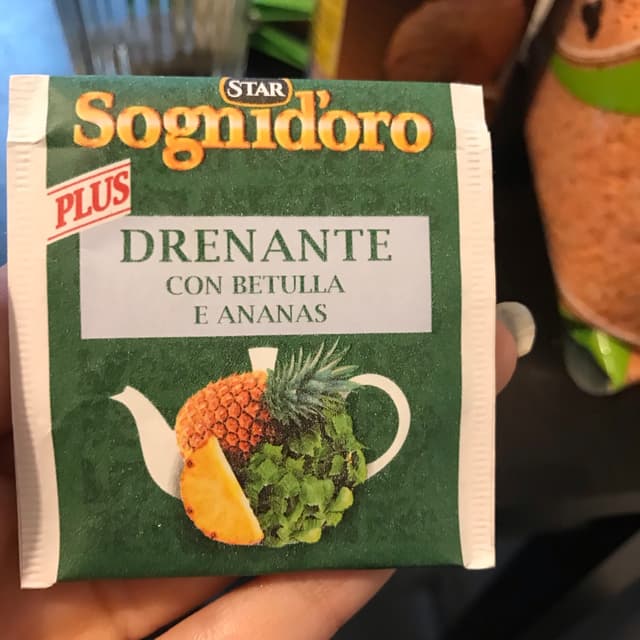 STAR
Sognid'oro
PLUS
DRENANTE
CON BETULLA
E ANANAS